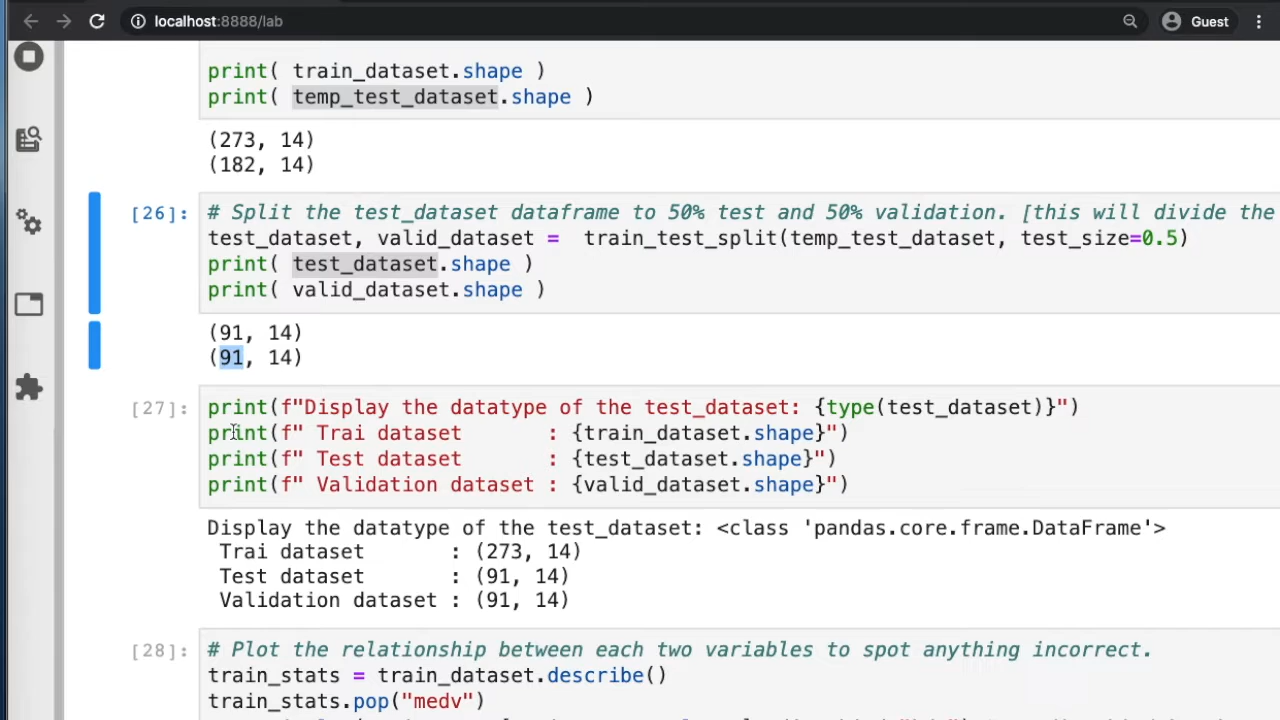 localhost:8888/lab
Guest
print( train_dataset.shape )
print( temp_test_dataset.shape )
(273, 14)
(182, 14)
[26]: # Split the test_dataset dataframe to 50% test and 50% validation. [this will divide the
test_dataset, valid_dataset =  train_test_split(temp_test_dataset, test_size=0.5)
print( test_dataset.shape )
print( valid_dataset.shape )
(91, 14)
(91, 14)
[27]: print(f"Display the datatype of the test_dataset: {type(test_dataset)}")
print(f" Trai dataset       : {train_dataset.shape}")
print(f" Test dataset       : {test_dataset.shape}")
print(f" Validation dataset : {valid_dataset.shape}")
Display the datatype of the test_dataset: <class 'pandas.core.frame.DataFrame'>
Trai dataset       : (273, 14)
Test dataset       : (91, 14)
Validation dataset : (91, 14)
[28]: # Plot the relationship between each two variables to spot anything incorrect.
train_stats = train_dataset.describe()
train_stats.pop("medv")